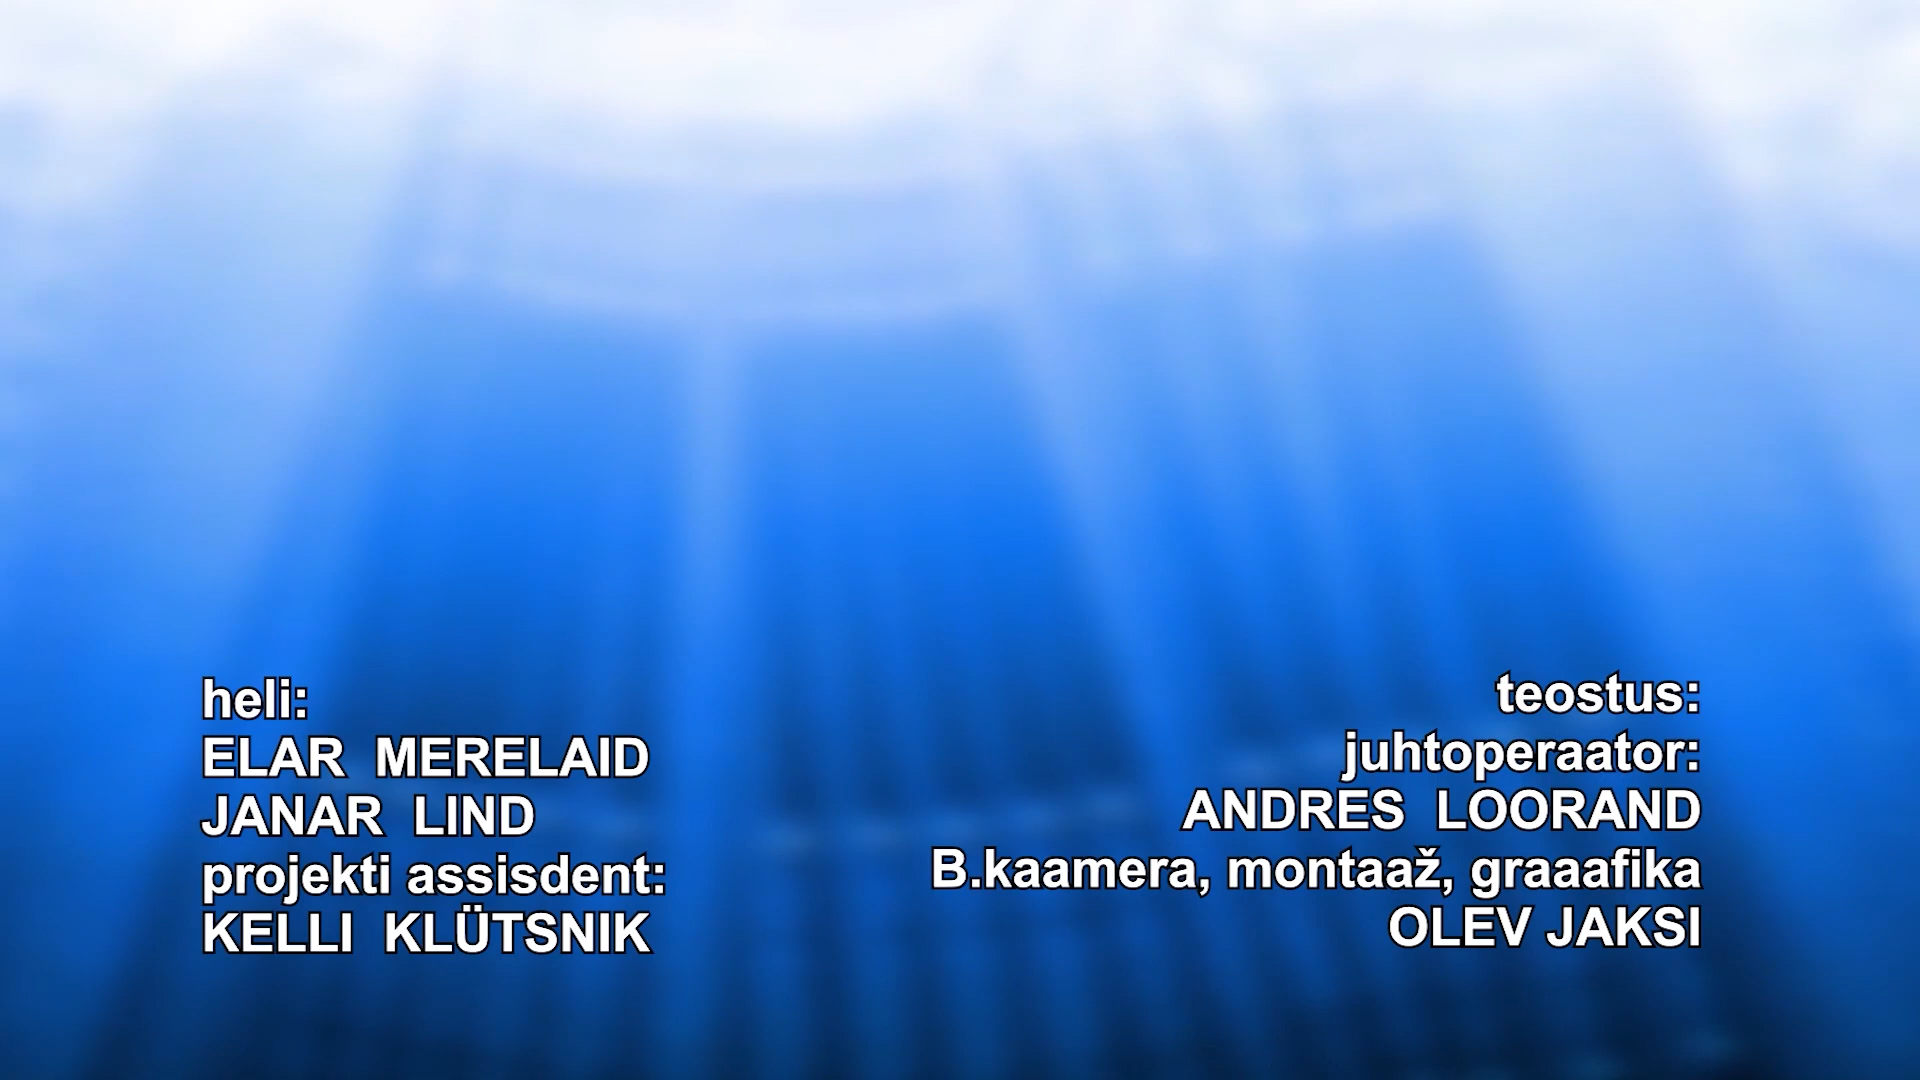 heli:
ELAR MERELAID
JANAR LIND
projekti assisdent:
KELLI KLÜTSNIK
teostus:
juhtoperaator:
ANDRES LOORAND
B.kaamera, montaaž, graaafika
OLEV JAKSI